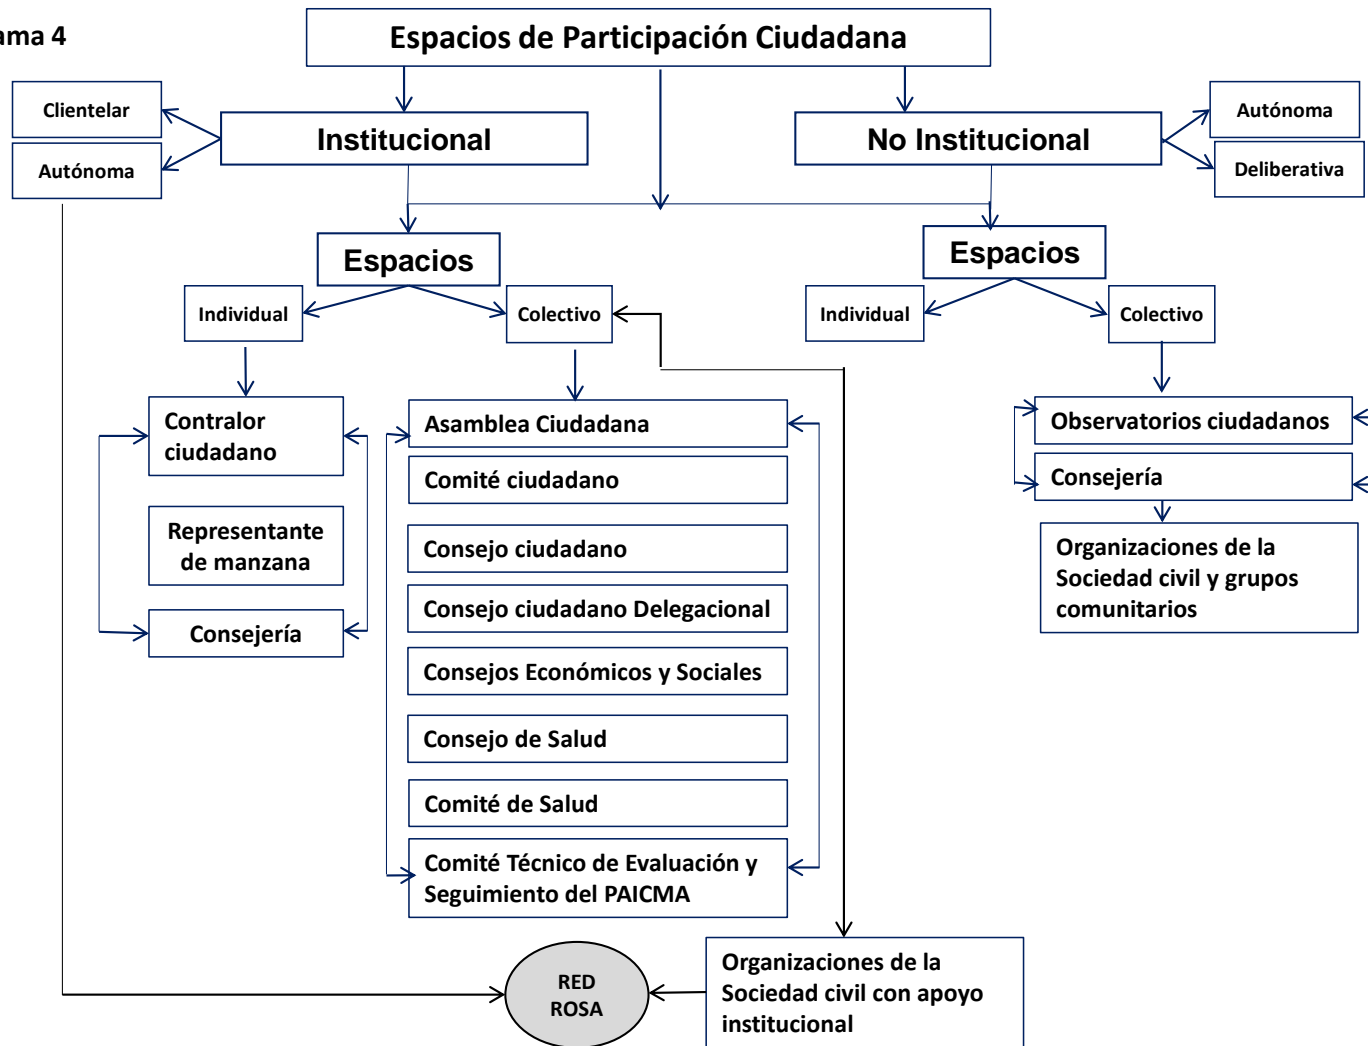 ama 4
Espacios de Participación Ciudadana
Clientelar
Autónoma
Institucional
No Institucional
Autónoma
Deliberativa
Espacios
Espacios
Individual
Colectivo
Individual
Colectivo
Contralor
ciudadano
Representante
de manzana
Consejería
Asamblea Ciudadana
Comité ciudadano
Consejo ciudadano
Consejo ciudadano Delegacional
Consejos Económicos y Sociales
Consejo de Salud
Comité de Salud
Comité Técnico de Evaluación y
Seguimiento del PAICMA
Observatorios ciudadanos
Consejería
Organizaciones de la
Sociedad civil y grupos
comunitarios
RED
ROSA
Organizaciones de la
Sociedad civil con apoyo
institucional